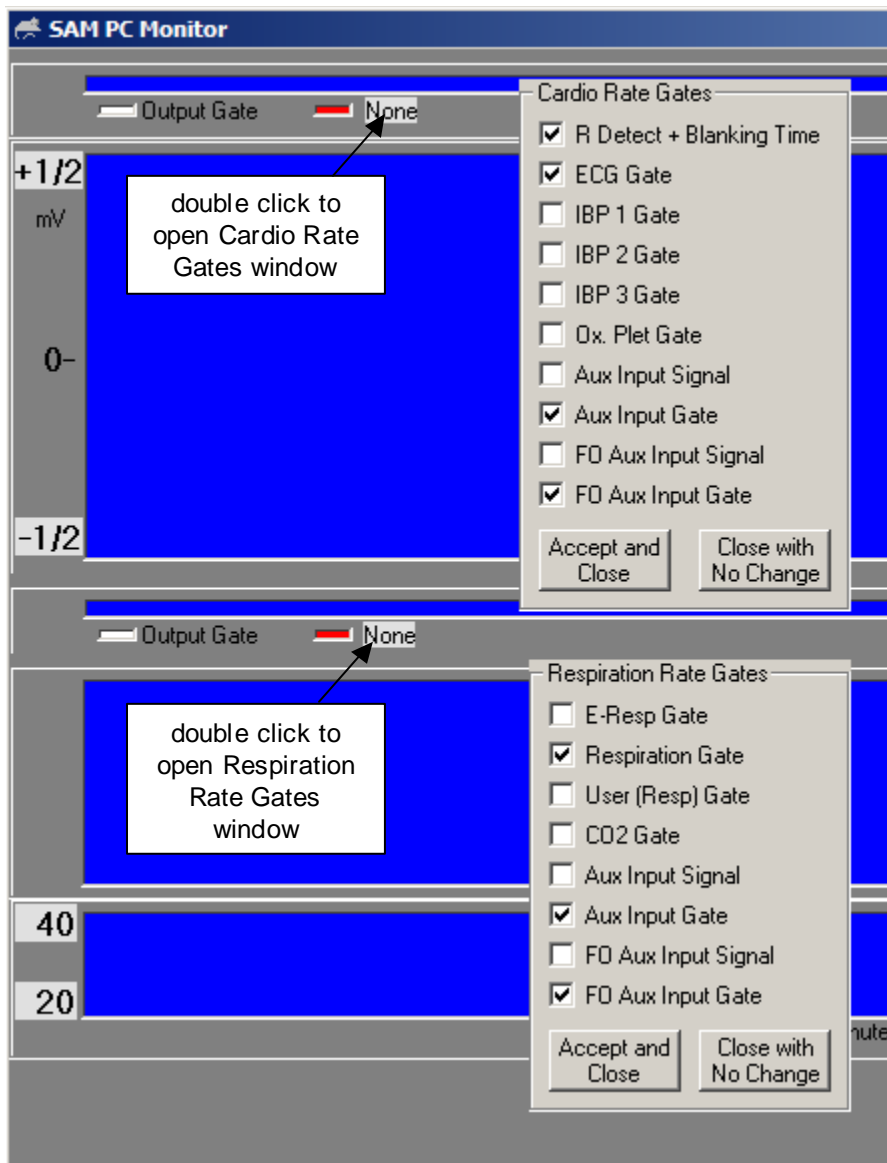 SAM PC Monitor
Output Gate None
+1/2
mV
0-
-1/2
double click to
open Cardio Rate
Gates window
Cardio Rate Gates
R Detect + Blanking Time
ECG Gate
IBP 1 Gate
IBP 2 Gate
IBP 3 Gate
Ox. Plet Gate
Aux Input Signal
Aux Input Gate
FO Aux Input Signal
FO Aux Input Gate
Accept and
Close
Close with
No Change
Output Gate None
double click to
open Respiration
Rate Gates
window
40
20
Respiration Rate Gates
E-Resp Gate
Respiration Gate
User (Resp) Gate
CO2 Gate
Aux Input Signal
Aux Input Gate
FO Aux Input Signal
FO Aux Input Gate
Accept and
Close
Close with
No Change